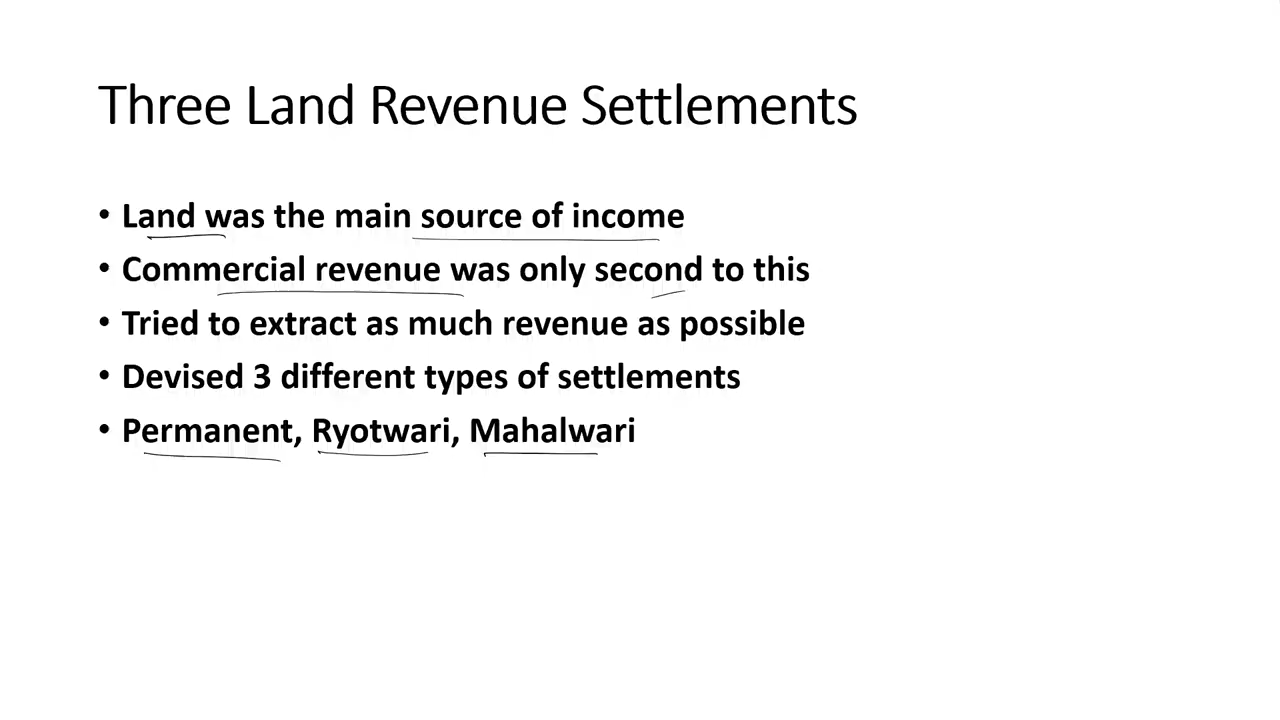 Three Land Revenue Settlements
• Land was the main source of income
• Commercial revenue was only second to this
• Tried to extract as much revenue as possible
• Devised 3 different types of settlements
• Permanent, Ryotwari, Mahalwari